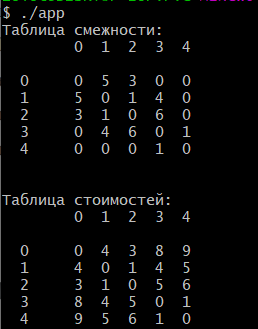 $ ./app
Таблица смежности:
0 1 2 3 4
0 0 5 3 0 0
1 5 0 1 4 0
2 3 1 0 6 0
3 0 4 6 0 1
4 0 0 0 1 0
Таблица стоимостей:
0 1 2 3 4
0 0 4 3 8 9
1 4 0 1 4 5
2 3 1 0 5 6
3 8 4 5 0 1
4 9 5 6 1 0